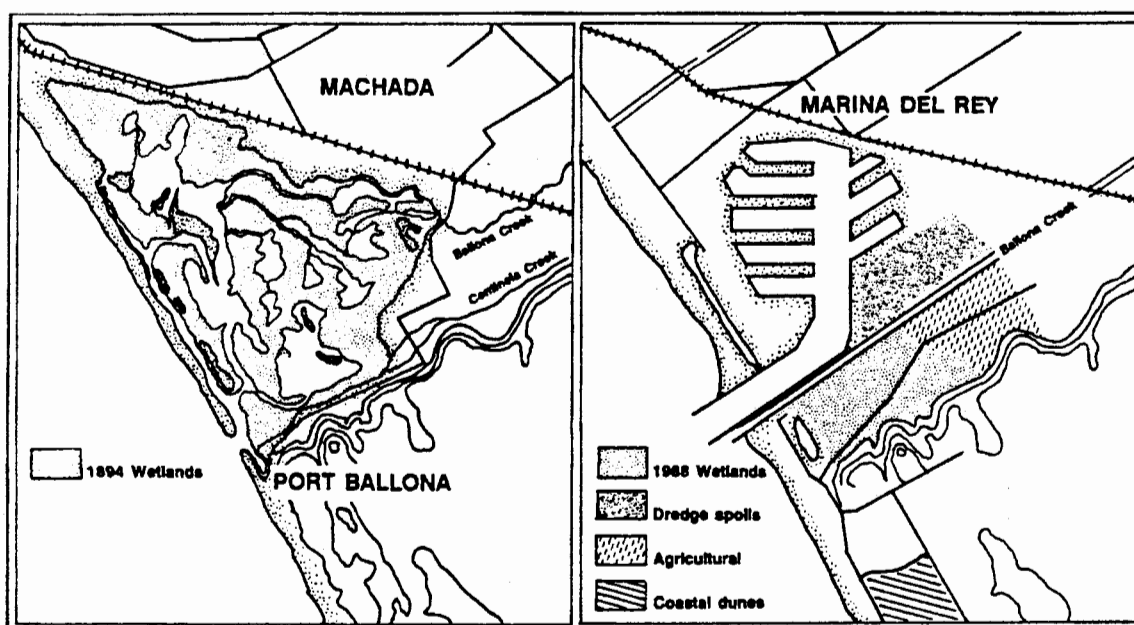 MACHADA
Ballona Creek
Centinela Creek
1894 Wetlands
PORT BALLONA
MARINA DEL REY
Ballona Creek
1988 Wetlands
Dredge spoils
Agricultural
Coastal dunes